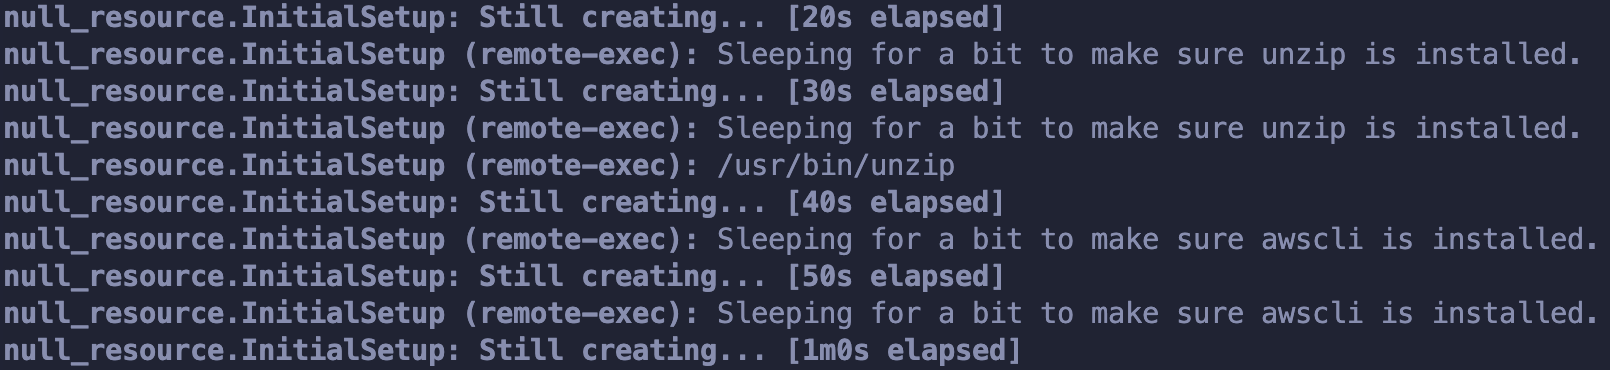 null_resource.InitialSetup: Still creating... [20s elapsed]
null_resource.InitialSetup (remote-exec): Sleeping for a bit to make sure unzip is installed.
null_resource.InitialSetup: Still creating... [30s elapsed]
null_resource.InitialSetup (remote-exec): Sleeping for a bit to make sure unzip is installed.
null_resource.InitialSetup (remote-exec): /usr/bin/unzip
null_resource.InitialSetup: Still creating... [40s elapsed]
null_resource.InitialSetup (remote-exec): Sleeping for a bit to make sure awscli is installed.
null_resource.InitialSetup: Still creating... [50s elapsed]
null_resource.InitialSetup (remote-exec): Sleeping for a bit to make sure awscli is installed.
null_resource.InitialSetup: Still creating... [1m0s elapsed]